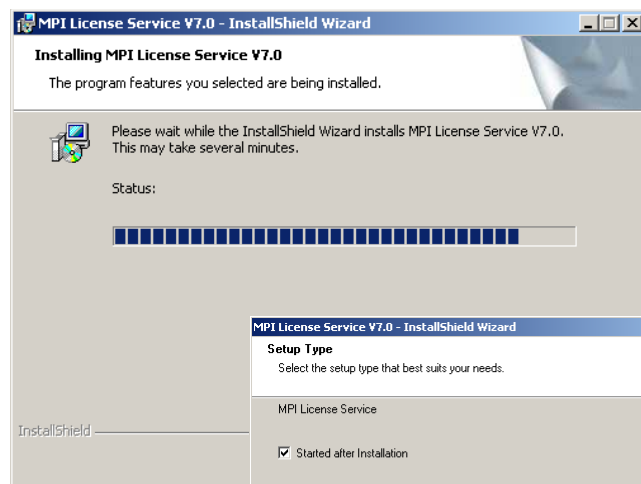 MPI License Service V7.0 - InstallShield Wizard
Installing MPI License Service V7.0
The program features you selected are being installed.
Please wait while the InstallShield Wizard installs MPI License Service V7.0.
This may take several minutes.
Status:
MPI License Service V7.0 - InstallShield Wizard
Setup Type
Select the setup type that best suits your needs.
MPI License Service
InstallShield
Started after Installation